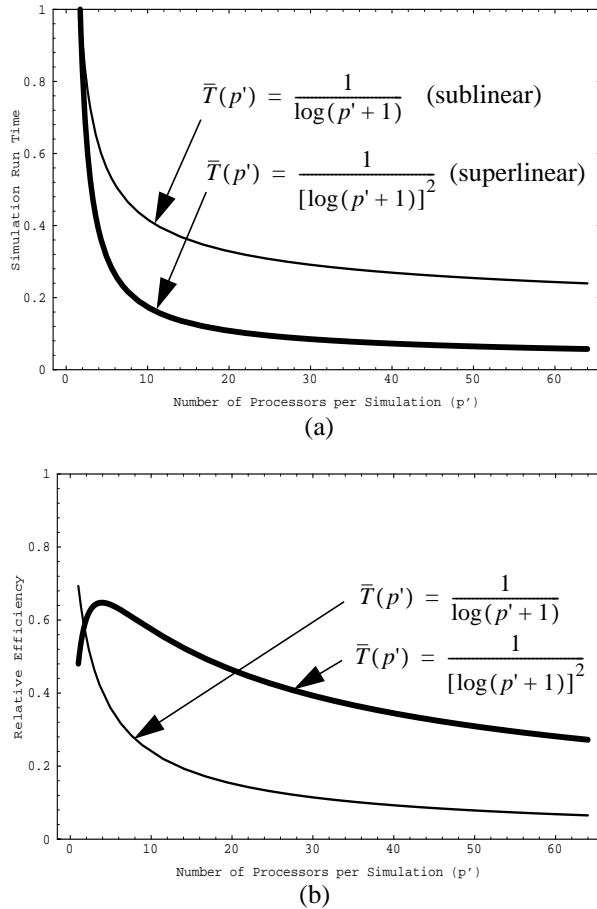 1
0.8
0.6
0.4
0.2
0
Simulation Run Time
T̅(p') = 1 / log(p' + 1) (sublinear)
T̅(p') = 1 / [log(p' + 1)]² (superlinear)
0 10 20 30 40 50 60
Number of Processors per Simulation (p’)
(a)
1
0.8
0.6
0.4
0.2
0
Relative Efficiency
T̅(p') = 1 / log(p' + 1)
T̅(p') = 1 / [log(p' + 1)]²
0 10 20 30 40 50 60
Number of Processors per Simulation (p’)
(b)